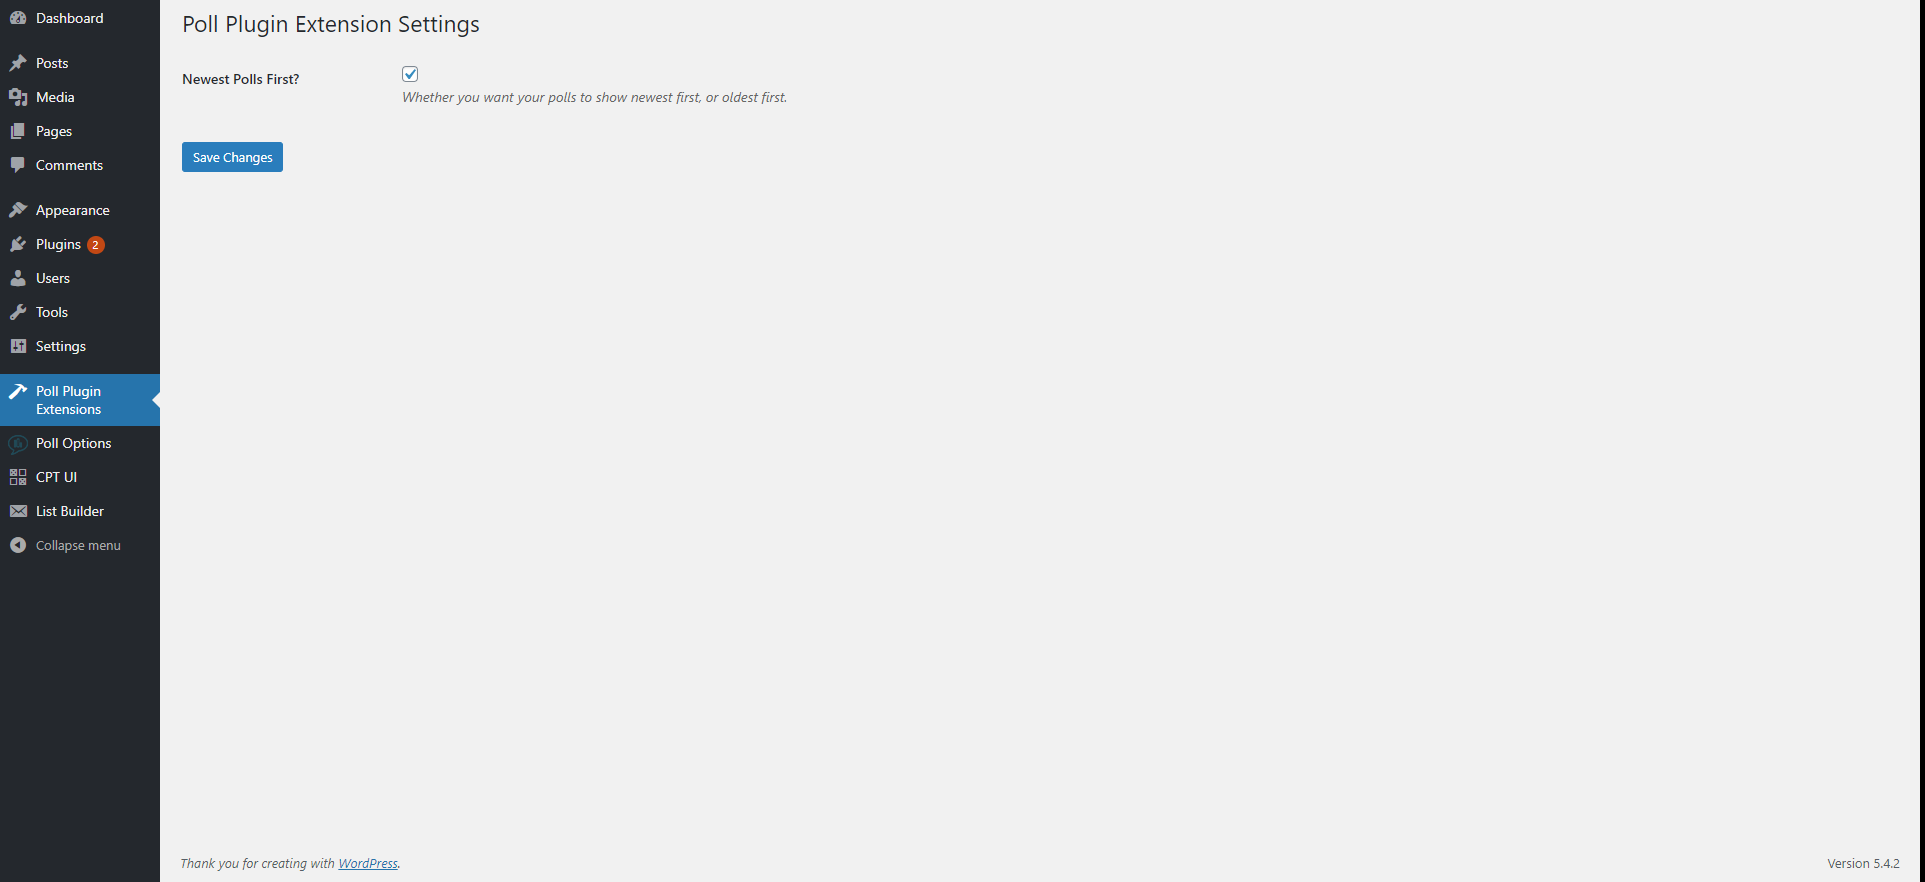 Dashboard
Posts
Media
Pages
Comments
Appearance
Plugins 2
Users
Tools
Settings
Poll Plugin
Extensions
Poll Options
CPT UI
List Builder
Collapse menu
Poll Plugin Extension Settings
Newest Polls First?
Whether you want your polls to show newest first, or oldest first.
Save Changes
Thank you for creating with WordPress.
Version 5.4.2